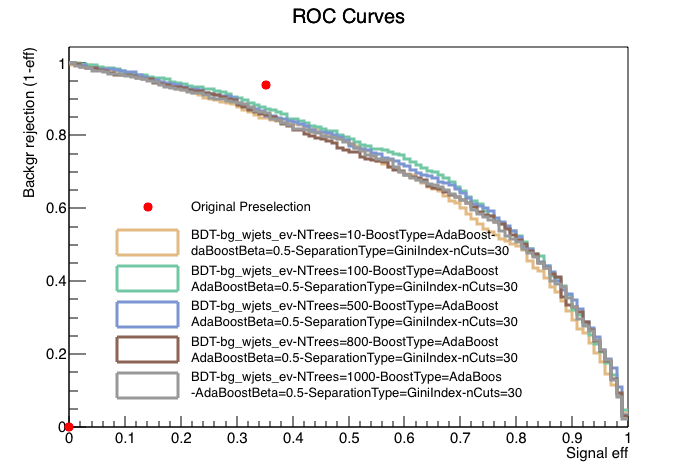 ROC Curves
Backgr rejection (1-eff)
1
0.8
0.6
0.4
0.2
0
Original Preselection
BDT-bg_wjets_ev-NTrees=10-BoostType=AdaBoost-
daBoostBeta=0.5-SeparationType=GiniIndex-nCuts=30
BDT-bg_wjets_ev-NTrees=100-BoostType=AdaBoost
AdaBoostBeta=0.5-SeparationType=GiniIndex-nCuts=30
BDT-bg_wjets_ev-NTrees=500-BoostType=AdaBoost
AdaBoostBeta=0.5-SeparationType=GiniIndex-nCuts=30
BDT-bg_wjets_ev-NTrees=800-BoostType=AdaBoost
AdaBoostBeta=0.5-SeparationType=GiniIndex-nCuts=30
BDT-bg_wjets_ev-NTrees=1000-BoostType=AdaBoos
-AdaBoostBeta=0.5-SeparationType=GiniIndex-nCuts=30
0 0.1 0.2 0.3 0.4 0.5 0.6 0.7 0.8 0.9 1
Signal eff